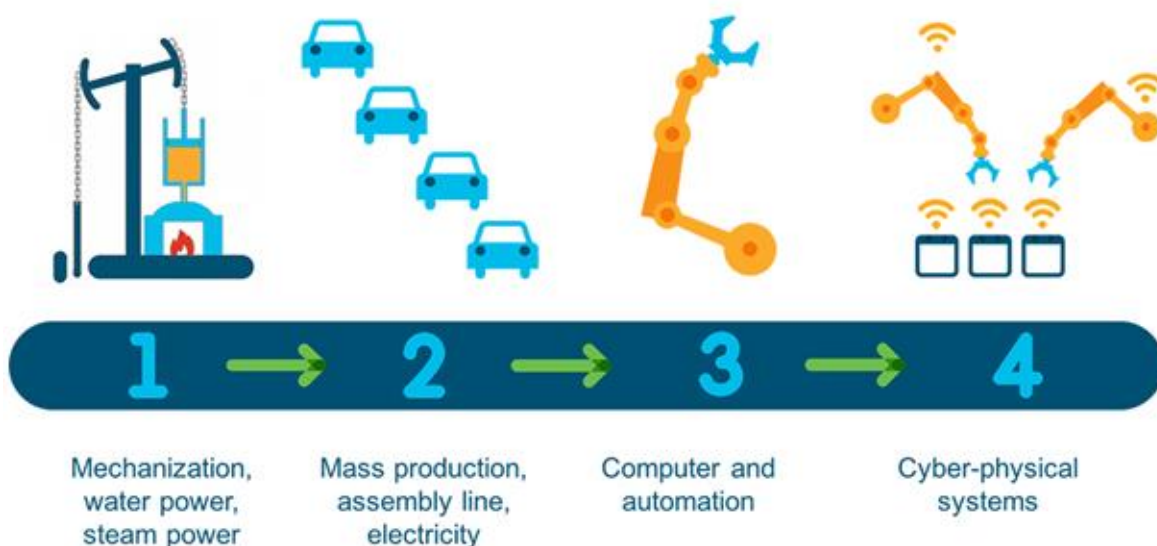 1
2
3
4
Mechanization,
water power,
steam power
Mass production,
assembly line,
electricity
Computer and
automation
Cyber-physical
systems